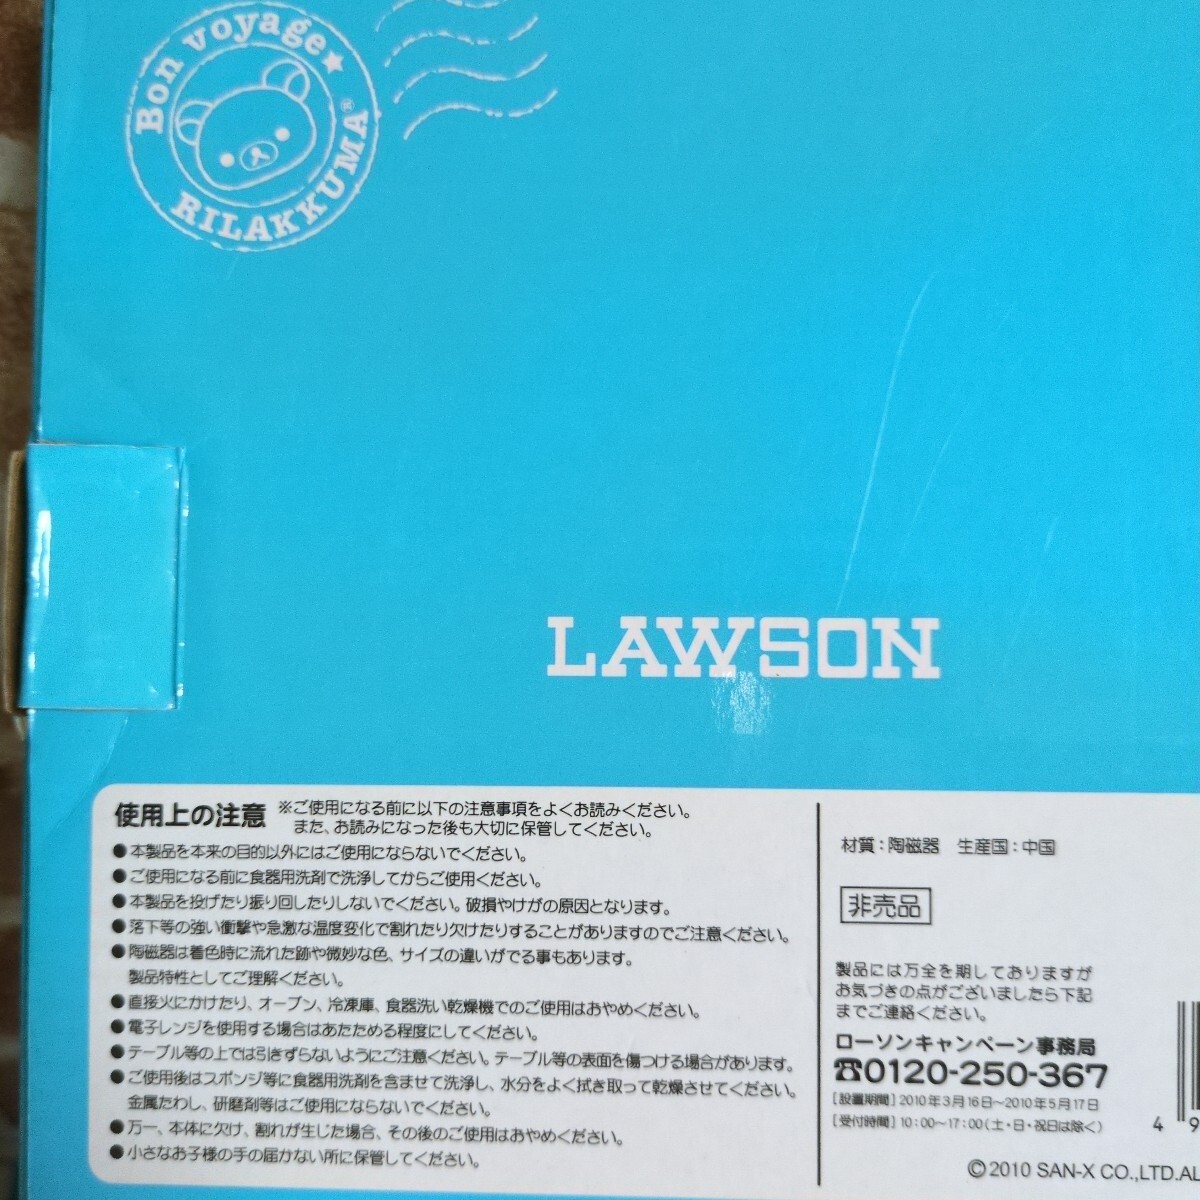 Bon voyage★
RILAKKUMA®
LAWSON
使用上の注意 ※ご使用になる前に以下の注意事項をよくお読みください。
また、お読みになった後も大切に保管してください。
●本製品を本来の目的以外にはご使用にならないでください。
●ご使用になる前に食器用洗剤で洗浄してからご使用ください。
●本製品を投げたり振り回したりしないでください。破損やけがの原因となります。
●落下等の強い衝撃や急激な温度変化で割れたり欠けたりすることがありますのでご注意ください。
●陶磁器は着色時に流れた跡や微妙な色、サイズの違いがでる事もあります。
製品特性としてご理解ください。
●直接火にかけたり、オーブン、冷凍庫、食器洗い乾燥機でのご使用はおやめください。
●電子レンジを使用する場合はあたためる程度にしてください。
●テーブル等の上では引きずらないようにご注意ください。テーブル等の表面を傷つける場合があります。
●ご使用後はスポンジ等に食器用洗剤を含ませて洗浄し、水分をよく拭き取って乾燥させてください。
金属たわし、研磨剤等はご使用にならないでください。
●万一、本体に欠け、割れが生じた場合、その後のご使用はおやめください。
●小さなお子様の手の届かない所に保管してください。
材質：陶磁器 生産国：中国
非売品
製品には万全を期しておりますが
お気づきの点がございましたら下記
までご連絡ください。
ローソンキャンペーン事務局
☎0120-250-367
[設置期間] 2010年3月16日～2010年5月17日
[受付時間] 10：00～17：00（土・日・祝日は除く）
4 9
©2010 SAN-X CO.,LTD.AL